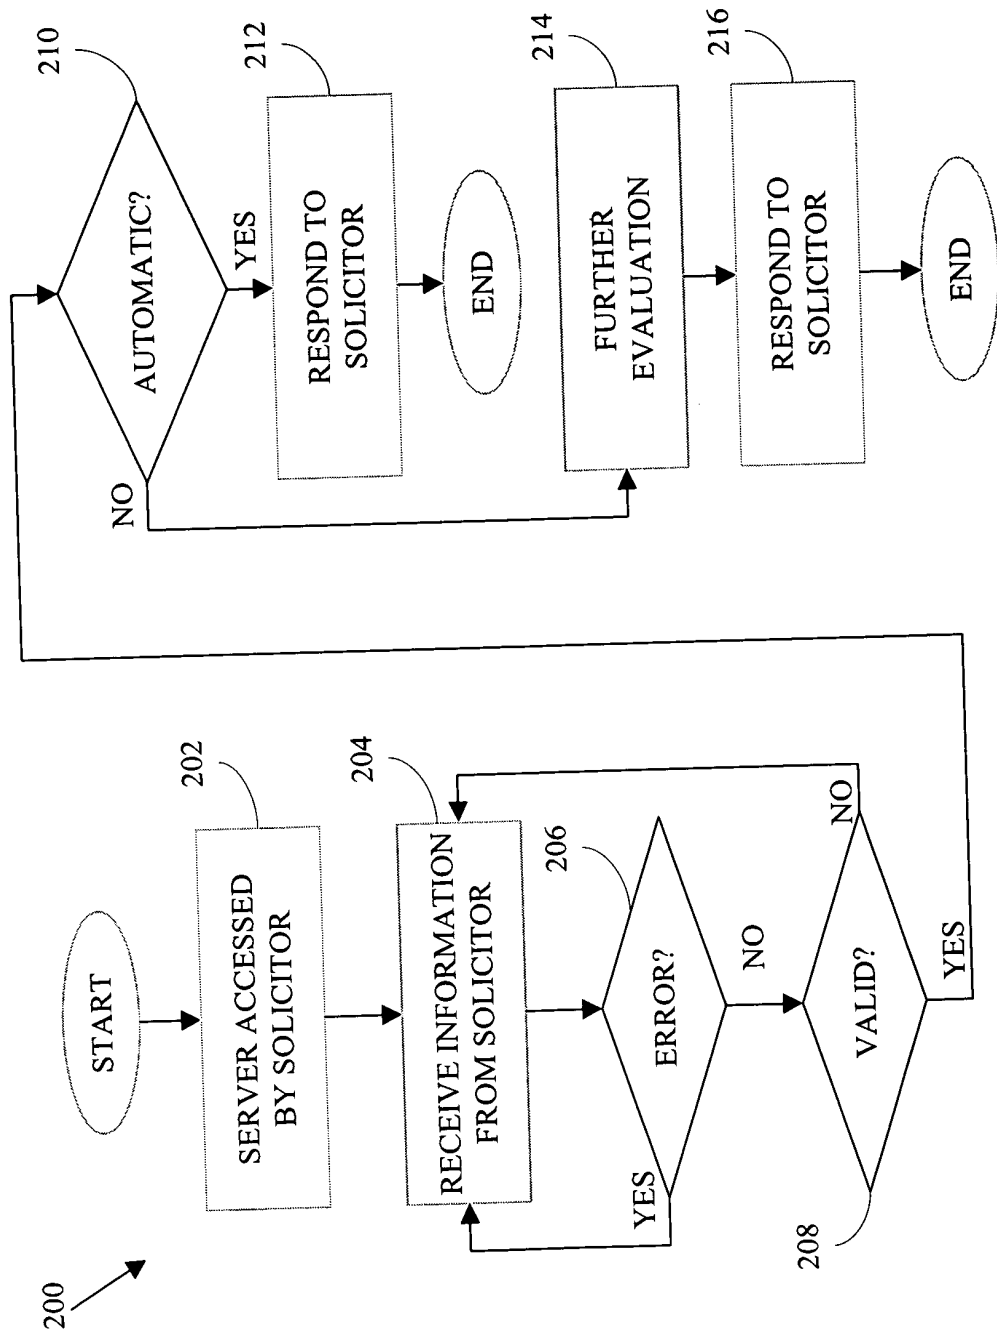 200
START
202
SERVER ACCESSED
BY SOLICITOR
204
RECEIVE INFORMATION
FROM SOLICITOR
206
ERROR?
YES
NO
208
VALID?
NO
YES
210
AUTOMATIC?
NO
YES
212
RESPOND TO
SOLICITOR
END
214
FURTHER
EVALUATION
216
RESPOND TO
SOLICITOR
END